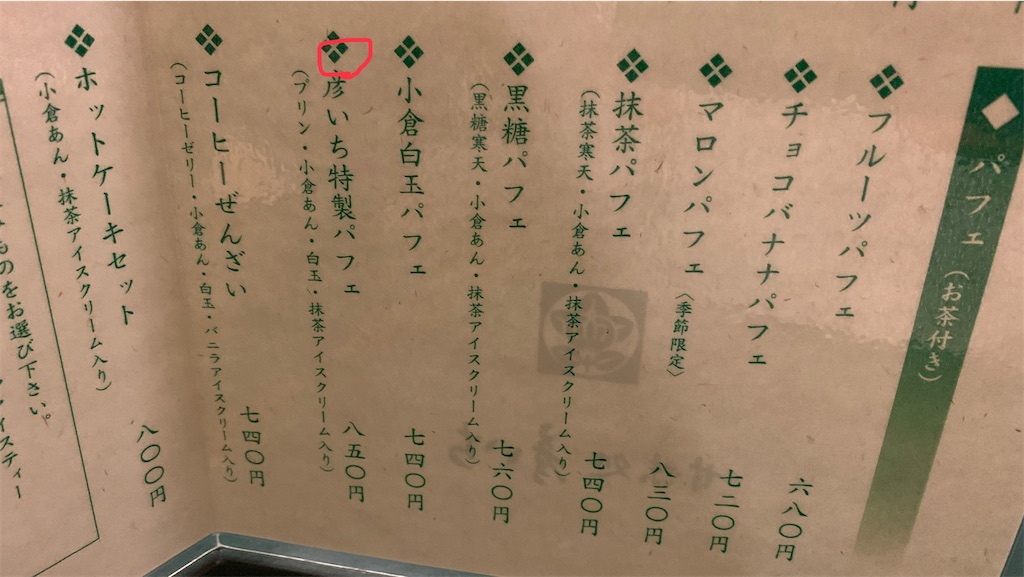 パフェ(お茶付き)
フルーツパフェ 六八〇円
チョコバナナパフェ 七二〇円
マロンパフェ〈季節限定〉 八三〇円
抹茶パフェ 七四〇円
(抹茶寒天・小倉あん・抹茶アイスクリーム入り)
黒糖パフェ 七六〇円
(黒糖寒天・小倉あん・抹茶アイスクリーム入り)
小倉白玉パフェ 七四〇円
彦いち特製パフェ 八五〇円
(プリン・小倉あん・白玉・抹茶アイスクリーム入り)
コーヒーぜんざい 七四〇円
(コーヒーゼリー・小倉あん・白玉・バニラアイスクリーム入り)
ホットケーキセット 八〇〇円
(小倉あん・抹茶アイスクリーム入り)
ものをお選び下さい。
アイスティー